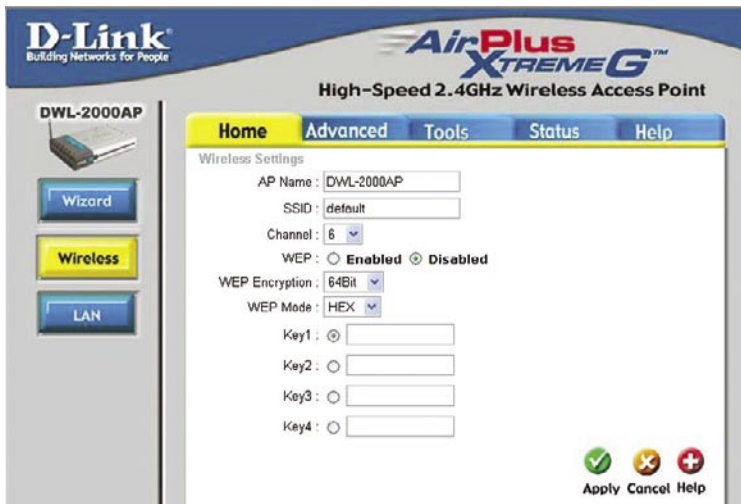 D-Link
Building Networks for People
AirPlus
XTREME G™
High-Speed 2.4GHz Wireless Access Point
DWL-2000AP
Wizard
Wireless
LAN
Home Advanced Tools Status Help
Wireless Settings
AP Name : DWL-2000AP
SSID : default
Channel : 6
WEP : Enabled Disabled
WEP Encryption : 64Bit
WEP Mode : HEX
Key1 :
Key2 :
Key3 :
Key4 :
Apply Cancel Help